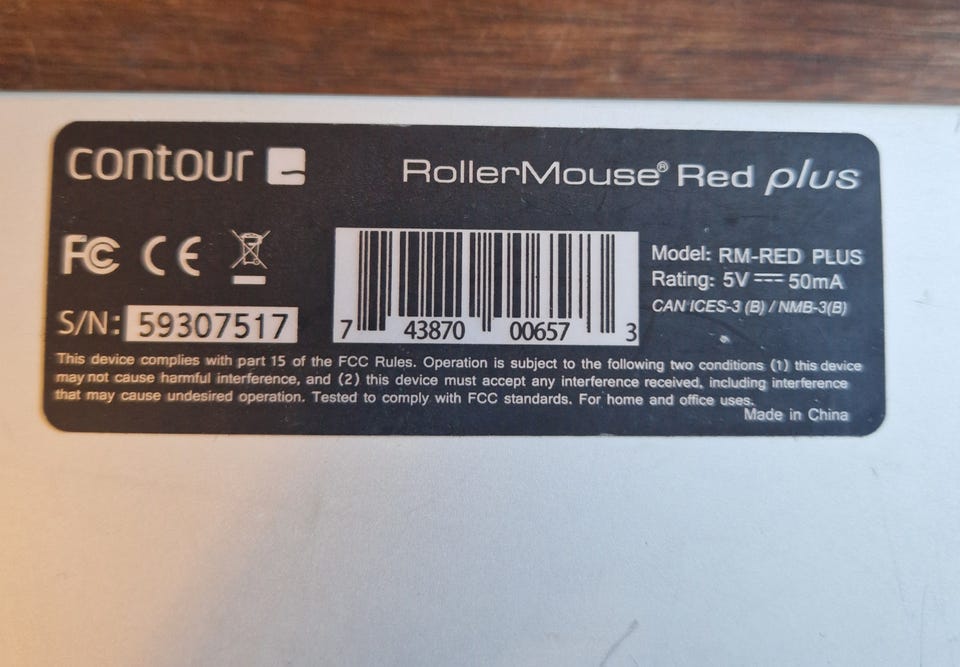 contour
RollerMouse® Red plus
FC CE
Model: RM-RED PLUS
Rating: 5V 50mA
CAN ICES-3 (B) / NMB-3(B)
S/N: 59307517
7 43870 00657 3
This device complies with part 15 of the FCC Rules. Operation is subject to the following two conditions (1) this device
may not cause harmful interference, and (2) this device must accept any interference received, including interference
that may cause undesired operation. Tested to comply with FCC standards. For home and office uses.
Made in China